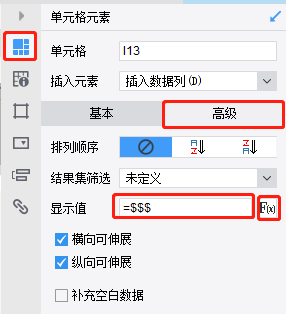 单元格元素
单元格 I13
插入元素 插入数据列(D)
基本 高级
排列顺序
结果集筛选 未定义
显示值 =$$$ F(x)
横向可伸展
纵向可伸展
补充空白数据